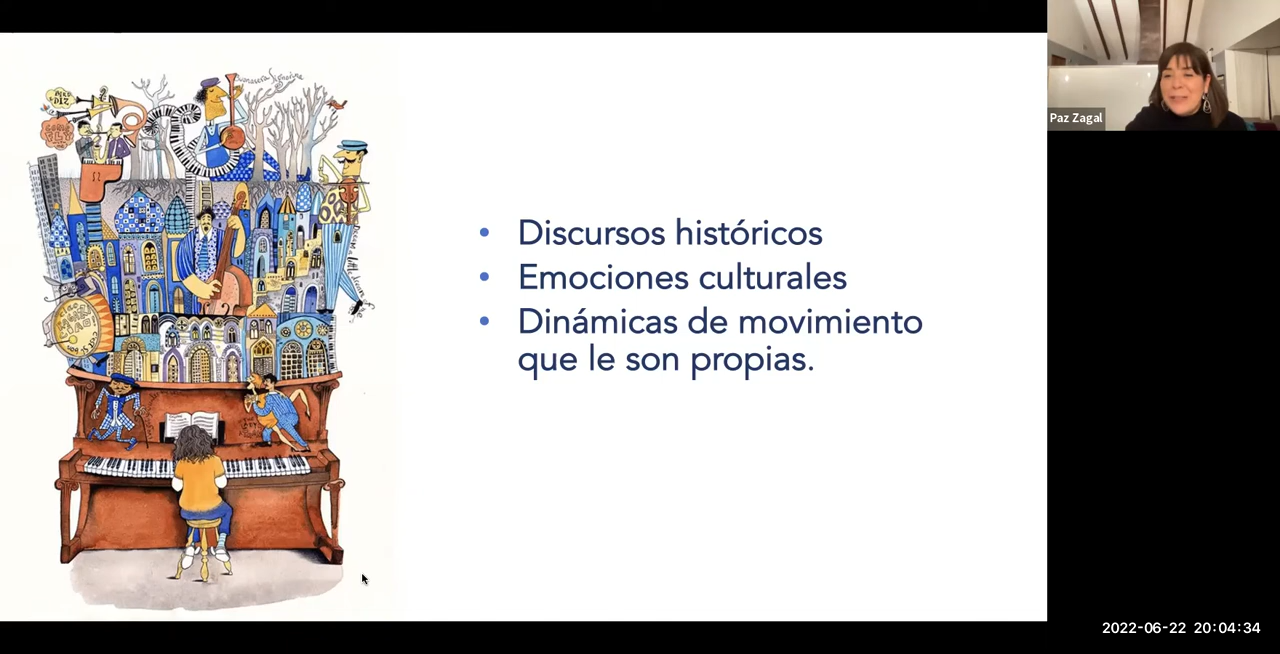 Discursos históricos
Emociones culturales
Dinámicas de movimiento
que le son propias.
Paz Zagal
2022-06-22 20:04:34